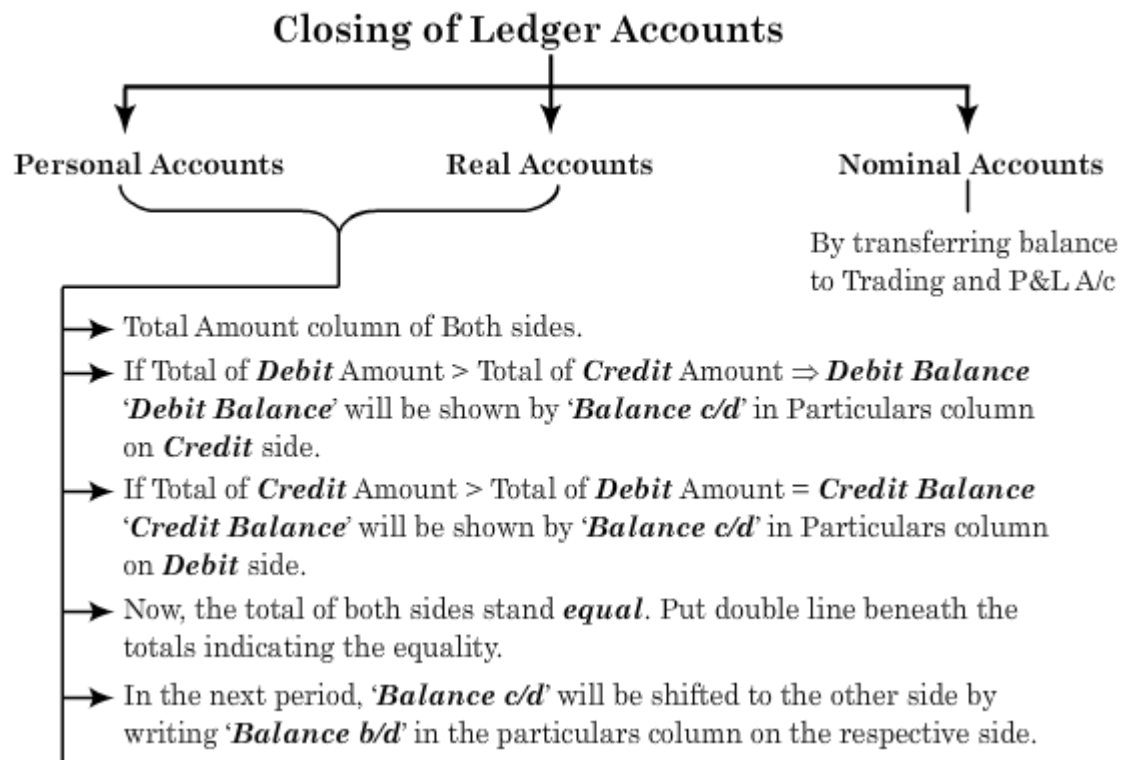 Closing of Ledger Accounts
Personal Accounts
Real Accounts
Nominal Accounts
By transferring balance
to Trading and P&L A/c
Total Amount column of Both sides.
If Total of Debit Amount > Total of Credit Amount ⇒ Debit Balance
‘Debit Balance’ will be shown by ‘Balance c/d’ in Particulars column
on Credit side.
If Total of Credit Amount > Total of Debit Amount = Credit Balance
‘Credit Balance’ will be shown by ‘Balance c/d’ in Particulars column
on Debit side.
Now, the total of both sides stand equal. Put double line beneath the
totals indicating the equality.
In the next period, ‘Balance c/d’ will be shifted to the other side by
writing ‘Balance b/d’ in the particulars column on the respective side.